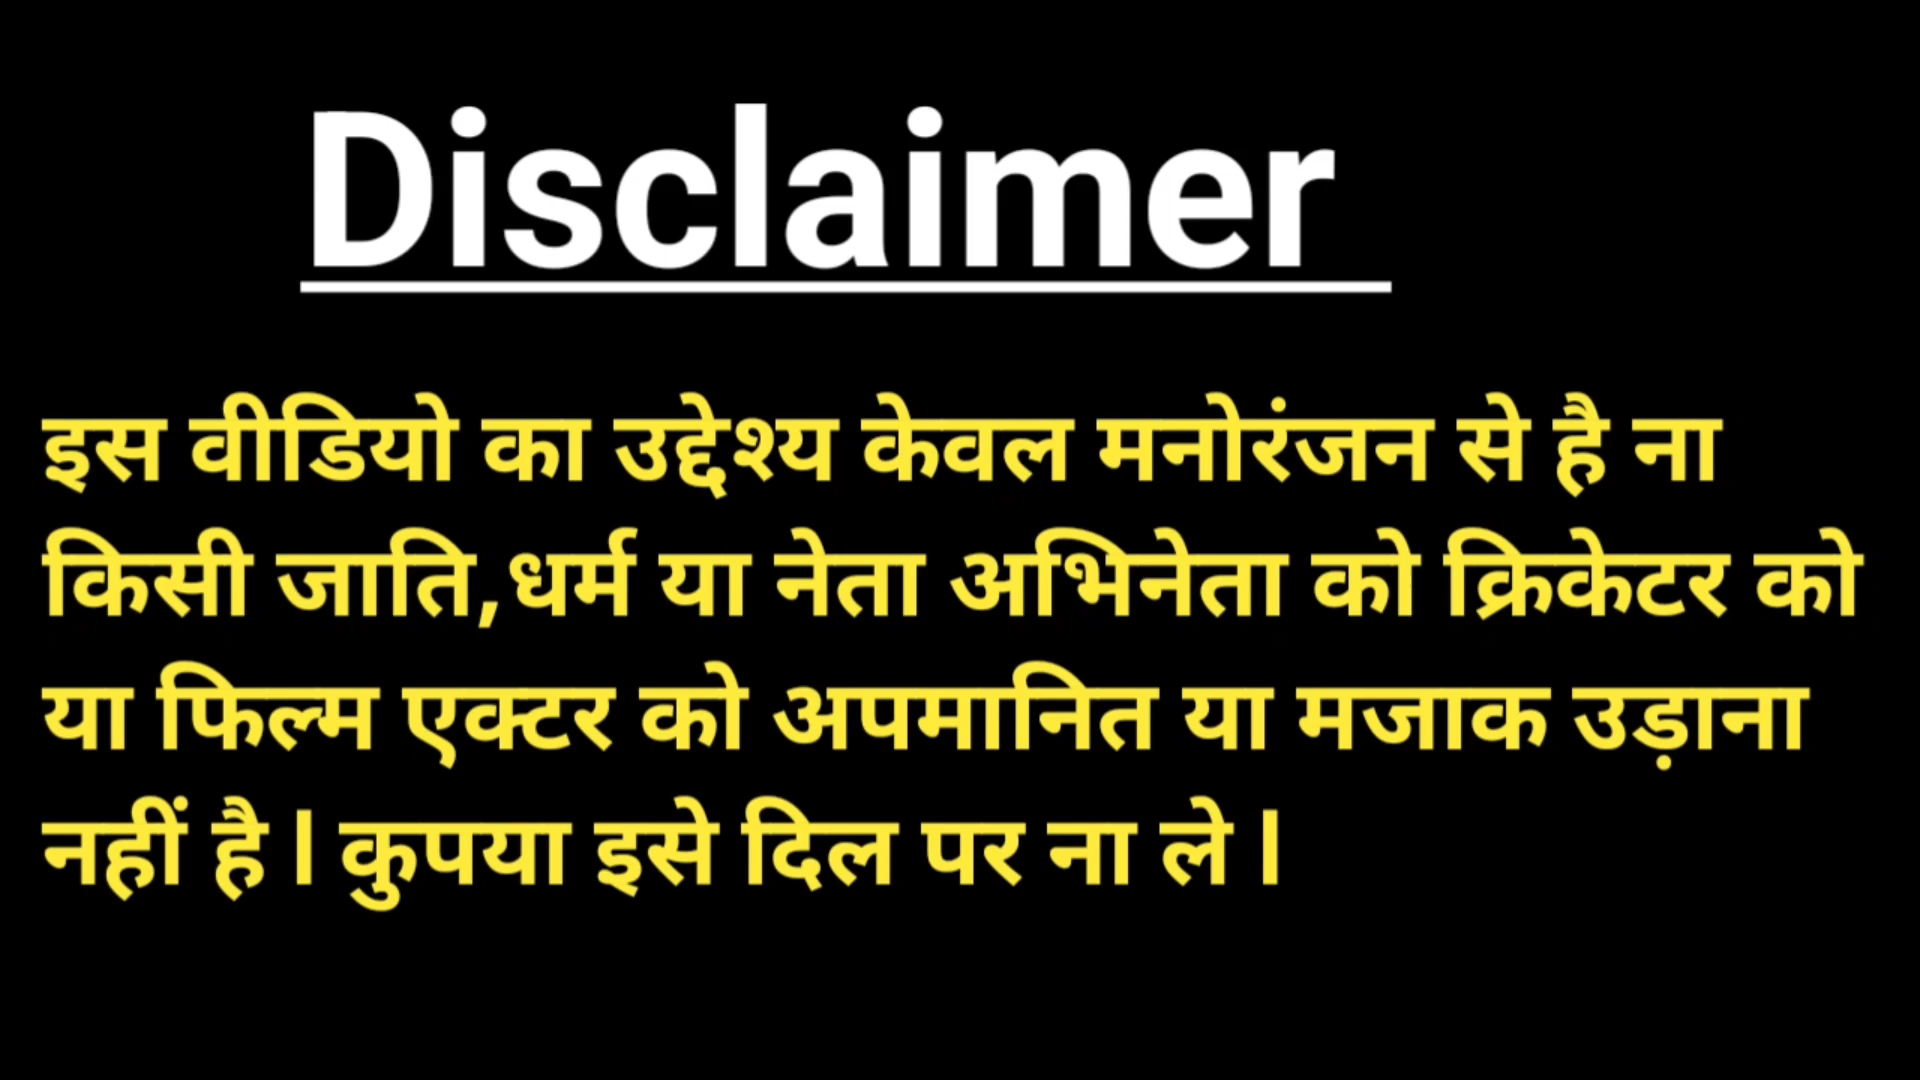 Disclaimer
इस वीडियो का उद्देश्य केवल मनोरंजन से है ना
किसी जाति,धर्म या नेता अभिनेता को क्रिकेटर को
या फिल्म एक्टर को अपमानित या मजाक उड़ाना
नहीं है l कुपया इसे दिल पर ना ले l